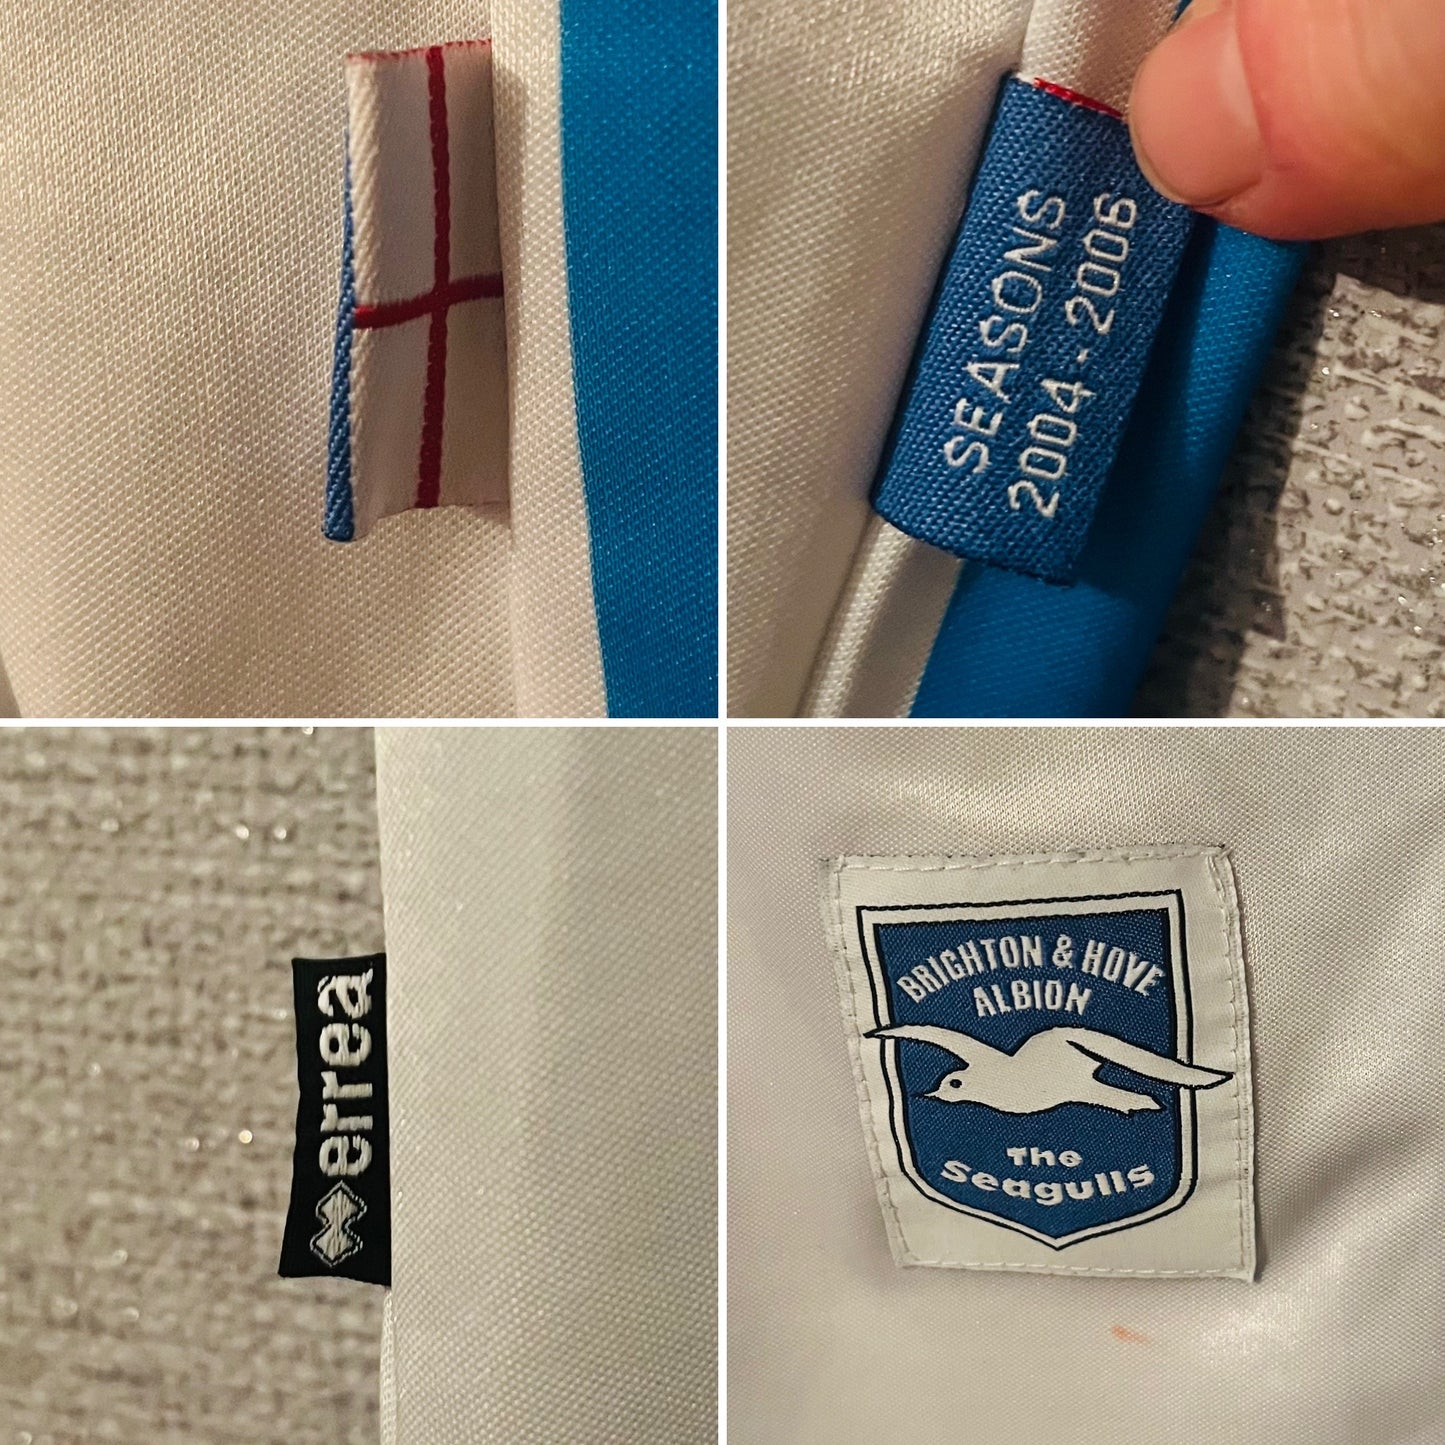 SEASONS
2004 - 2006
errea
BRIGHTON & HOVE
ALBION
The
Seagulls